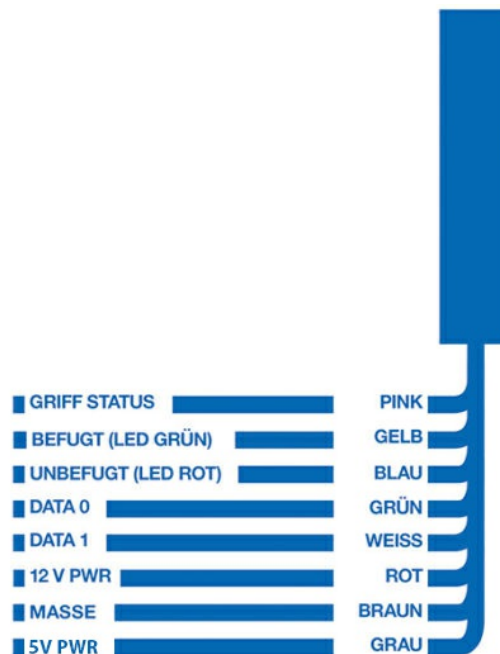 GRIFF STATUS PINK
BEFUGT (LED GRÜN) GELB
UNBEFUGT (LED ROT) BLAU
DATA 0 GRÜN
DATA 1 WEISS
12 V PWR ROT
MASSE BRAUN
5V PWR GRAU